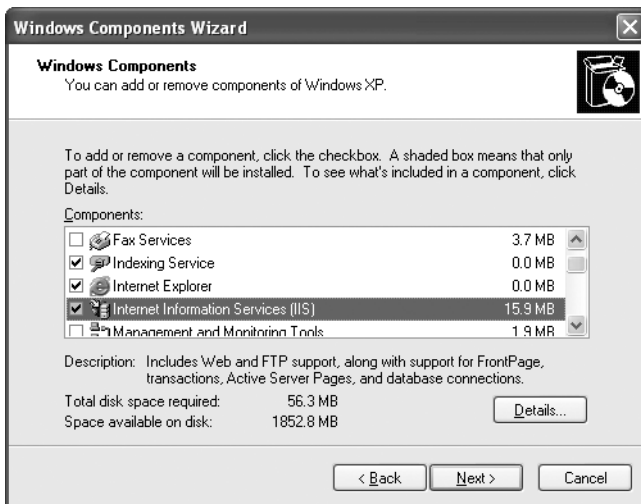 Windows Components Wizard
Windows Components
You can add or remove components of Windows XP.
To add or remove a component, click the checkbox. A shaded box means that only
part of the component will be installed. To see what's included in a component, click
Details.
Components:
Fax Services 3.7 MB
Indexing Service 0.0 MB
Internet Explorer 0.0 MB
Internet Information Services (IIS) 15.9 MB
Management and Monitoring Tools 1.9 MB
Description: Includes Web and FTP support, along with support for FrontPage,
transactions, Active Server Pages, and database connections.
Total disk space required: 56.3 MB
Space available on disk: 1852.8 MB
Details...
< Back Next > Cancel